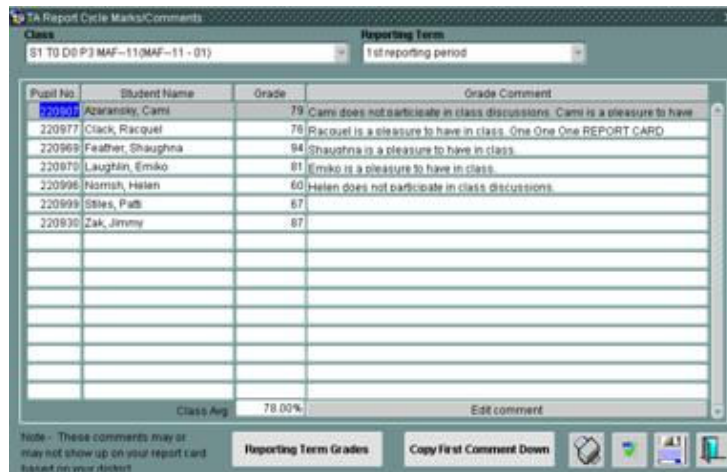 TA Report Cycle Marks/Comments
Class
Reporting Term
S1 T0 D0 P3 MAF--11(MAF--11 - 01)
1st reporting period
Pupil No. Student Name Grade Grade Comment
220907 Azaransky, Cami 79 Cami does not participate in class discussions. Cami is a pleasure to have
220977 Clack, Racquel 76 Racquel is a pleasure to have in class. One One One REPORT CARD
220969 Feather, Shaughna 94 Shaughna is a pleasure to have in class.
220970 Laughlin, Emiko 81 Emiko is a pleasure to have in class.
220996 Norrish, Helen 60 Helen does not participate in class discussions.
220999 Stiles, Patti 67
220930 Zak, Jimmy 87
Class Avg 78.00% Edit comment
Note - These comments may or
may not show up on your report card
based on your district
Reporting Term Grades
Copy First Comment Down